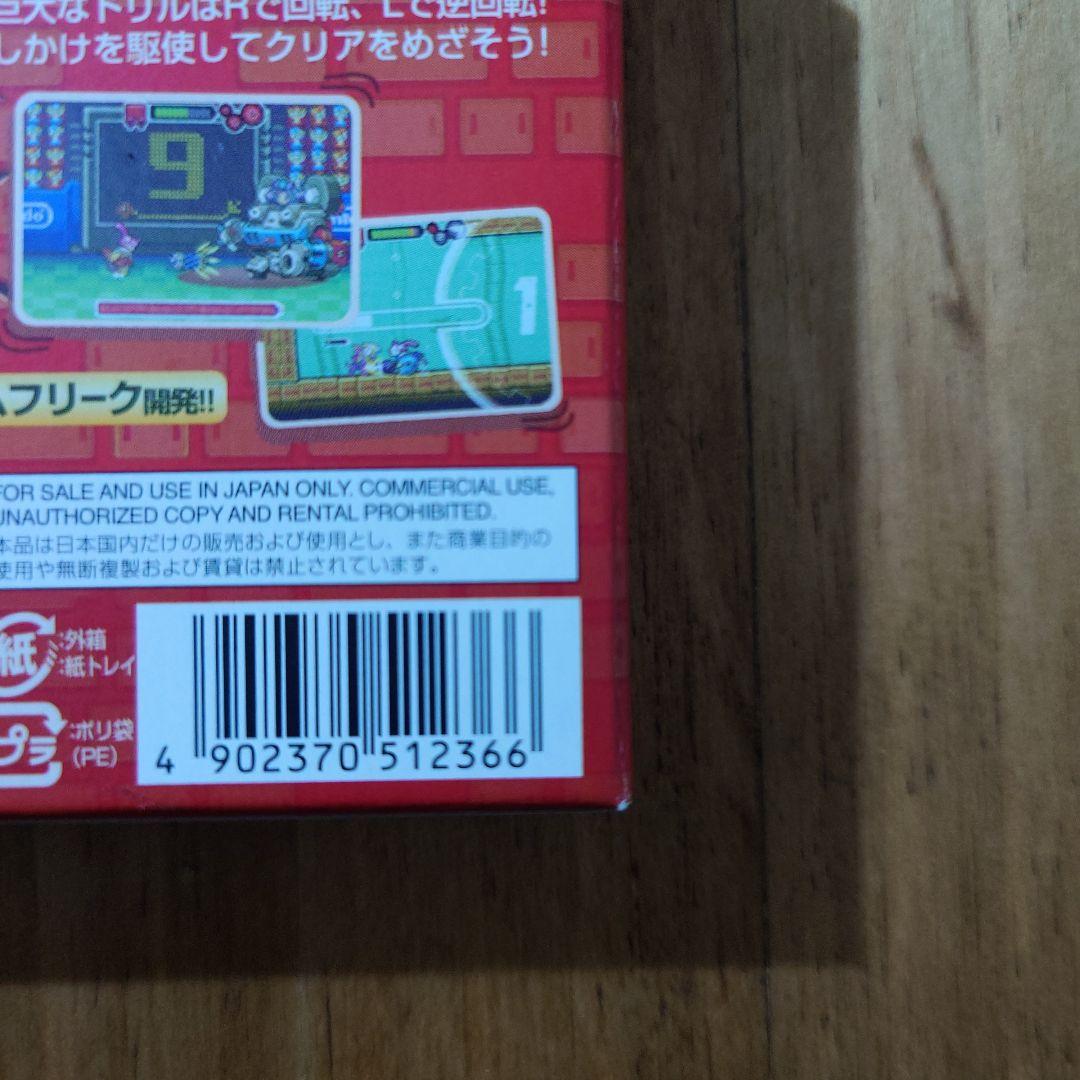 巨大なドリルはRで回転、Lで逆回転!
しかけを駆使してクリアをめざそう!
9
1
ムフリーク開発!!
FOR SALE AND USE IN JAPAN ONLY. COMMERCIAL USE,
UNAUTHORIZED COPY AND RENTAL PROHIBITED.
本品は日本国内だけの販売および使用とし、また商業目的の
使用や無断複製および賃貸は禁止されています。
紙
:外箱
:紙トレイ
プラ
:ポリ袋
(PE)
4 902370 512366